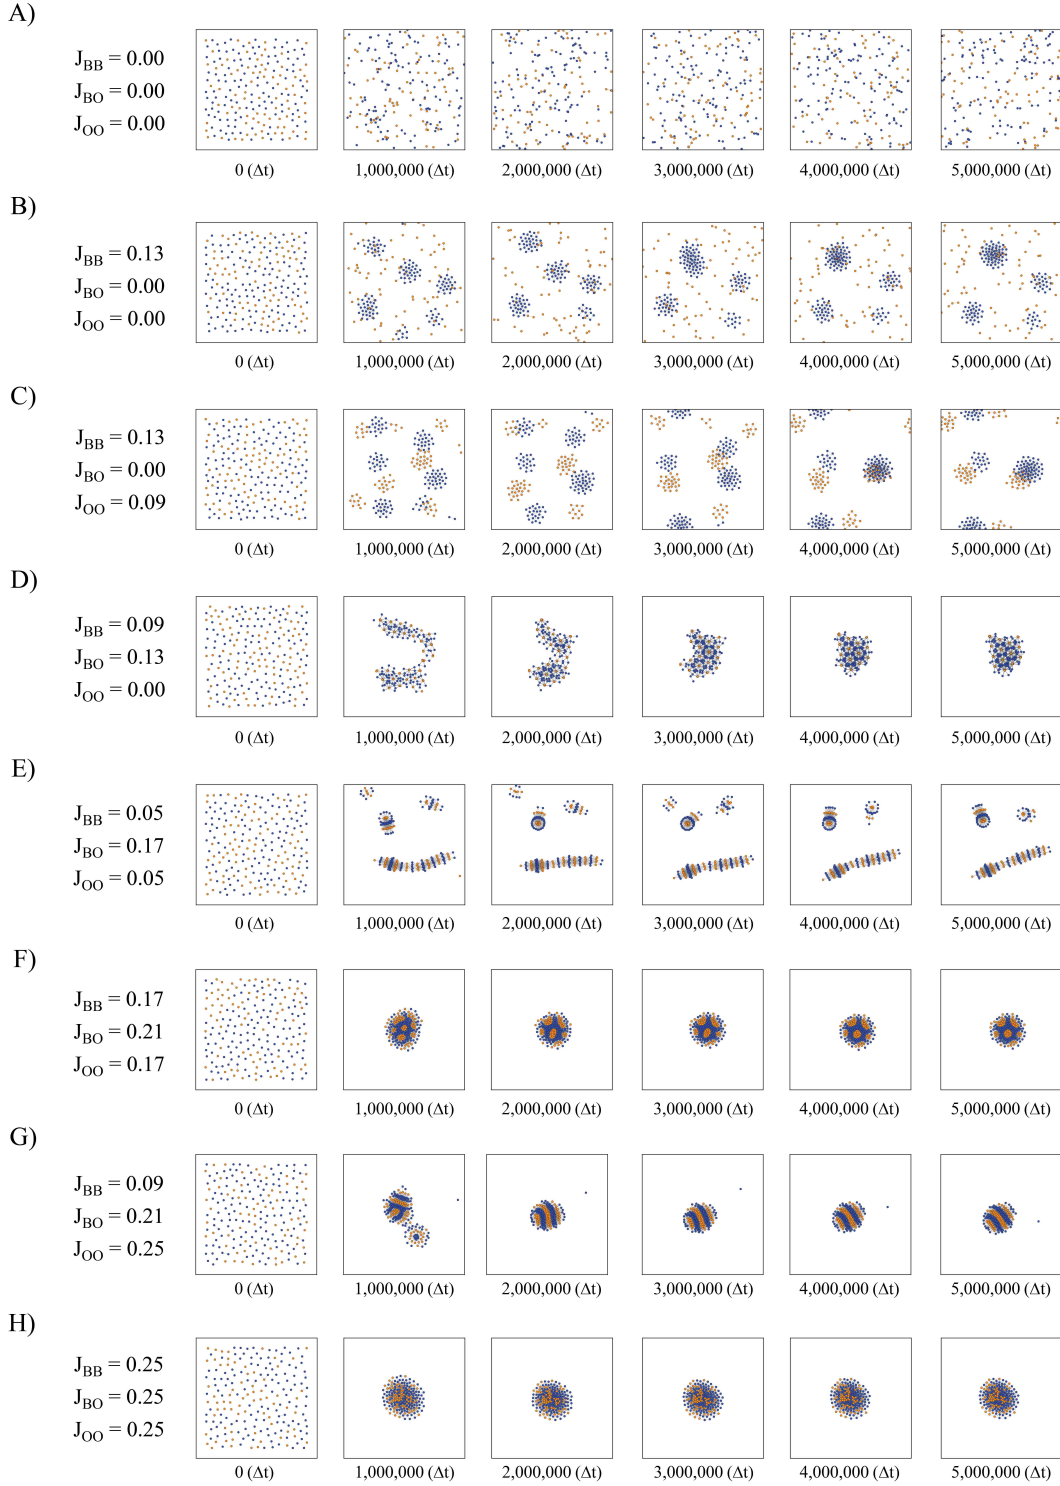 A)
J_BB = 0.00
J_BO = 0.00
J_OO = 0.00
0 (Δt) 1,000,000 (Δt) 2,000,000 (Δt) 3,000,000 (Δt) 4,000,000 (Δt) 5,000,000 (Δt)
B)
J_BB = 0.13
J_BO = 0.00
J_OO = 0.00
0 (Δt) 1,000,000 (Δt) 2,000,000 (Δt) 3,000,000 (Δt) 4,000,000 (Δt) 5,000,000 (Δt)
C)
J_BB = 0.13
J_BO = 0.00
J_OO = 0.09
0 (Δt) 1,000,000 (Δt) 2,000,000 (Δt) 3,000,000 (Δt) 4,000,000 (Δt) 5,000,000 (Δt)
D)
J_BB = 0.09
J_BO = 0.13
J_OO = 0.00
0 (Δt) 1,000,000 (Δt) 2,000,000 (Δt) 3,000,000 (Δt) 4,000,000 (Δt) 5,000,000 (Δt)
E)
J_BB = 0.05
J_BO = 0.17
J_OO = 0.05
0 (Δt) 1,000,000 (Δt) 2,000,000 (Δt) 3,000,000 (Δt) 4,000,000 (Δt) 5,000,000 (Δt)
F)
J_BB = 0.17
J_BO = 0.21
J_OO = 0.17
0 (Δt) 1,000,000 (Δt) 2,000,000 (Δt) 3,000,000 (Δt) 4,000,000 (Δt) 5,000,000 (Δt)
G)
J_BB = 0.09
J_BO = 0.21
J_OO = 0.25
0 (Δt) 1,000,000 (Δt) 2,000,000 (Δt) 3,000,000 (Δt) 4,000,000 (Δt) 5,000,000 (Δt)
H)
J_BB = 0.25
J_BO = 0.25
J_OO = 0.25
0 (Δt) 1,000,000 (Δt) 2,000,000 (Δt) 3,000,000 (Δt) 4,000,000 (Δt) 5,000,000 (Δt)